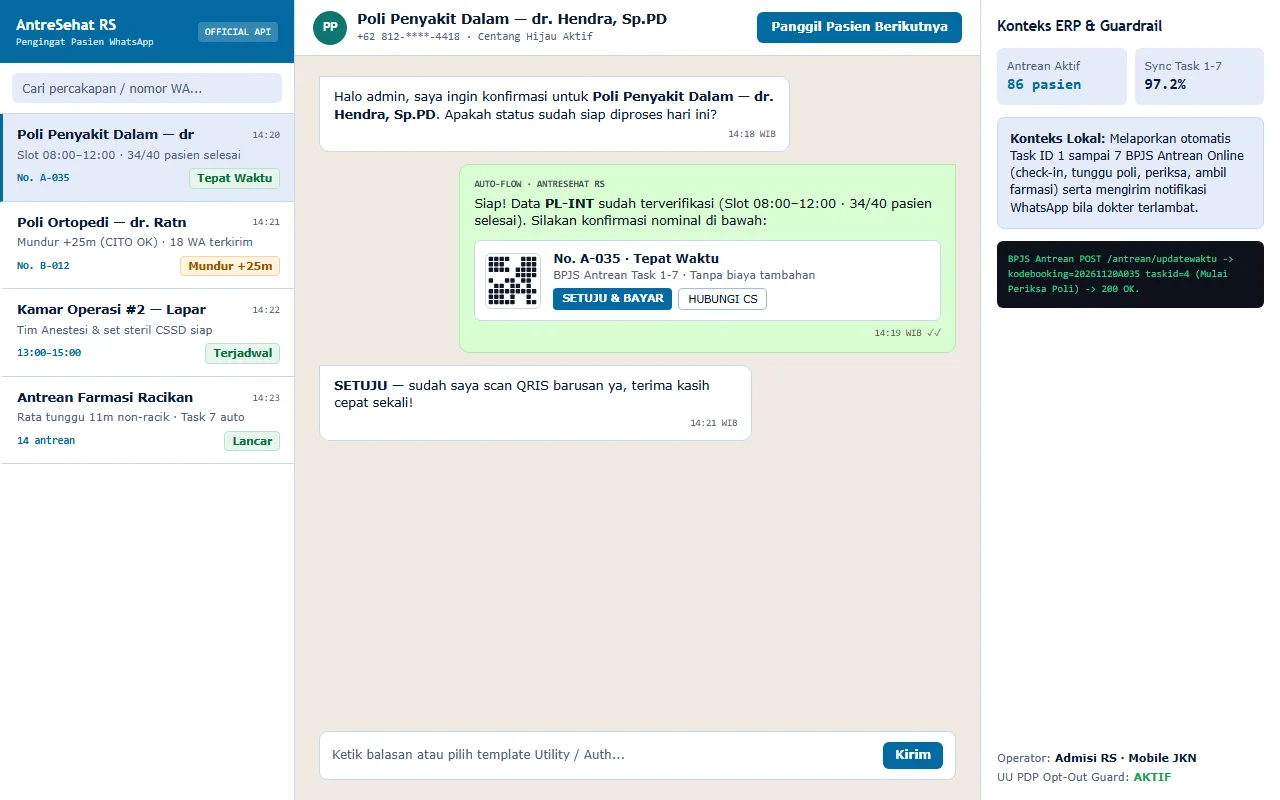 AntreSehat RS
Pengingat Pasien WhatsApp
OFFICIAL API
Cari percakapan / nomor WA...
Poli Penyakit Dalam — dr
14:20
Slot 08:00–12:00 · 34/40 pasien selesai
No. A-035
Tepat Waktu
Poli Ortopedi — dr. Ratn
14:21
Mundur +25m (CITO OK) · 18 WA terkirim
No. B-012
Mundur +25m
Kamar Operasi #2 — Lapar
14:22
Tim Anestesi & set steril CSSD siap
13:00–15:00
Terjadwal
Antrean Farmasi Racikan
14:23
Rata tunggu 11m non-racik · Task 7 auto
14 antrean
Lancar
PP
Poli Penyakit Dalam — dr. Hendra, Sp.PD
+62 812-****-4418 · Centang Hijau Aktif
Panggil Pasien Berikutnya
Halo admin, saya ingin konfirmasi untuk Poli Penyakit Dalam — dr.
Hendra, Sp.PD. Apakah status sudah siap diproses hari ini?
14:18 WIB
AUTO-FLOW · ANTRESEHAT RS
Siap! Data PL-INT sudah terverifikasi (Slot 08:00–12:00 · 34/40 pasien
selesai). Silakan konfirmasi nominal di bawah:
No. A-035 · Tepat Waktu
BPJS Antrean Task 1-7 · Tanpa biaya tambahan
SETUJU & BAYAR
HUBUNGI CS
14:19 WIB ✓✓
SETUJU — sudah saya scan QRIS barusan ya, terima kasih
cepat sekali!
14:21 WIB
Ketik balasan atau pilih template Utility / Auth...
Kirim
Konteks ERP & Guardrail
Antrean Aktif
86 pasien
Sync Task 1-7
97.2%
Konteks Lokal: Melaporkan otomatis
Task ID 1 sampai 7 BPJS Antrean Online
(check-in, tunggu poli, periksa, ambil
farmasi) serta mengirim notifikasi
WhatsApp bila dokter terlambat.
BPJS Antrean POST /antrean/updatewaktu ->
kodebooking=20261120A035 taskid=4 (Mulai
Periksa Poli) -> 200 OK.
Operator: Admisi RS · Mobile JKN
UU PDP Opt-Out Guard: AKTIF